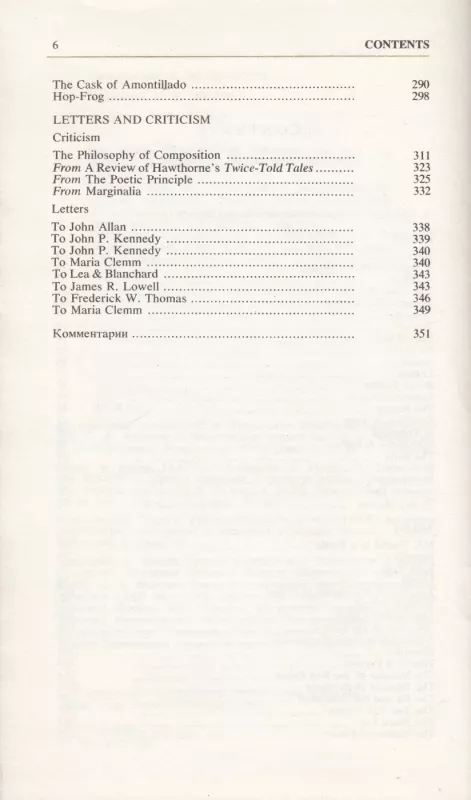 6 CONTENTS
The Cask of Amontillado ........................................ 290
Hop-Frog ........................................................... 298
LETTERS AND CRITICISM
Criticism
The Philosophy of Composition ................................ 311
From A Review of Hawthorne's Twice-Told Tales .......... 323
From The Poetic Principle ...................................... 325
From Marginalia .................................................. 332
Letters
To John Allan ..................................................... 338
To John P. Kennedy ............................................. 339
To John P. Kennedy ............................................. 340
To Maria Clemm .................................................. 340
To Lea & Blanchard .............................................. 343
To James R. Lowell .............................................. 343
To Frederick W. Thomas ........................................ 346
To Maria Clemm .................................................. 349
Комментарии ..................................................... 351